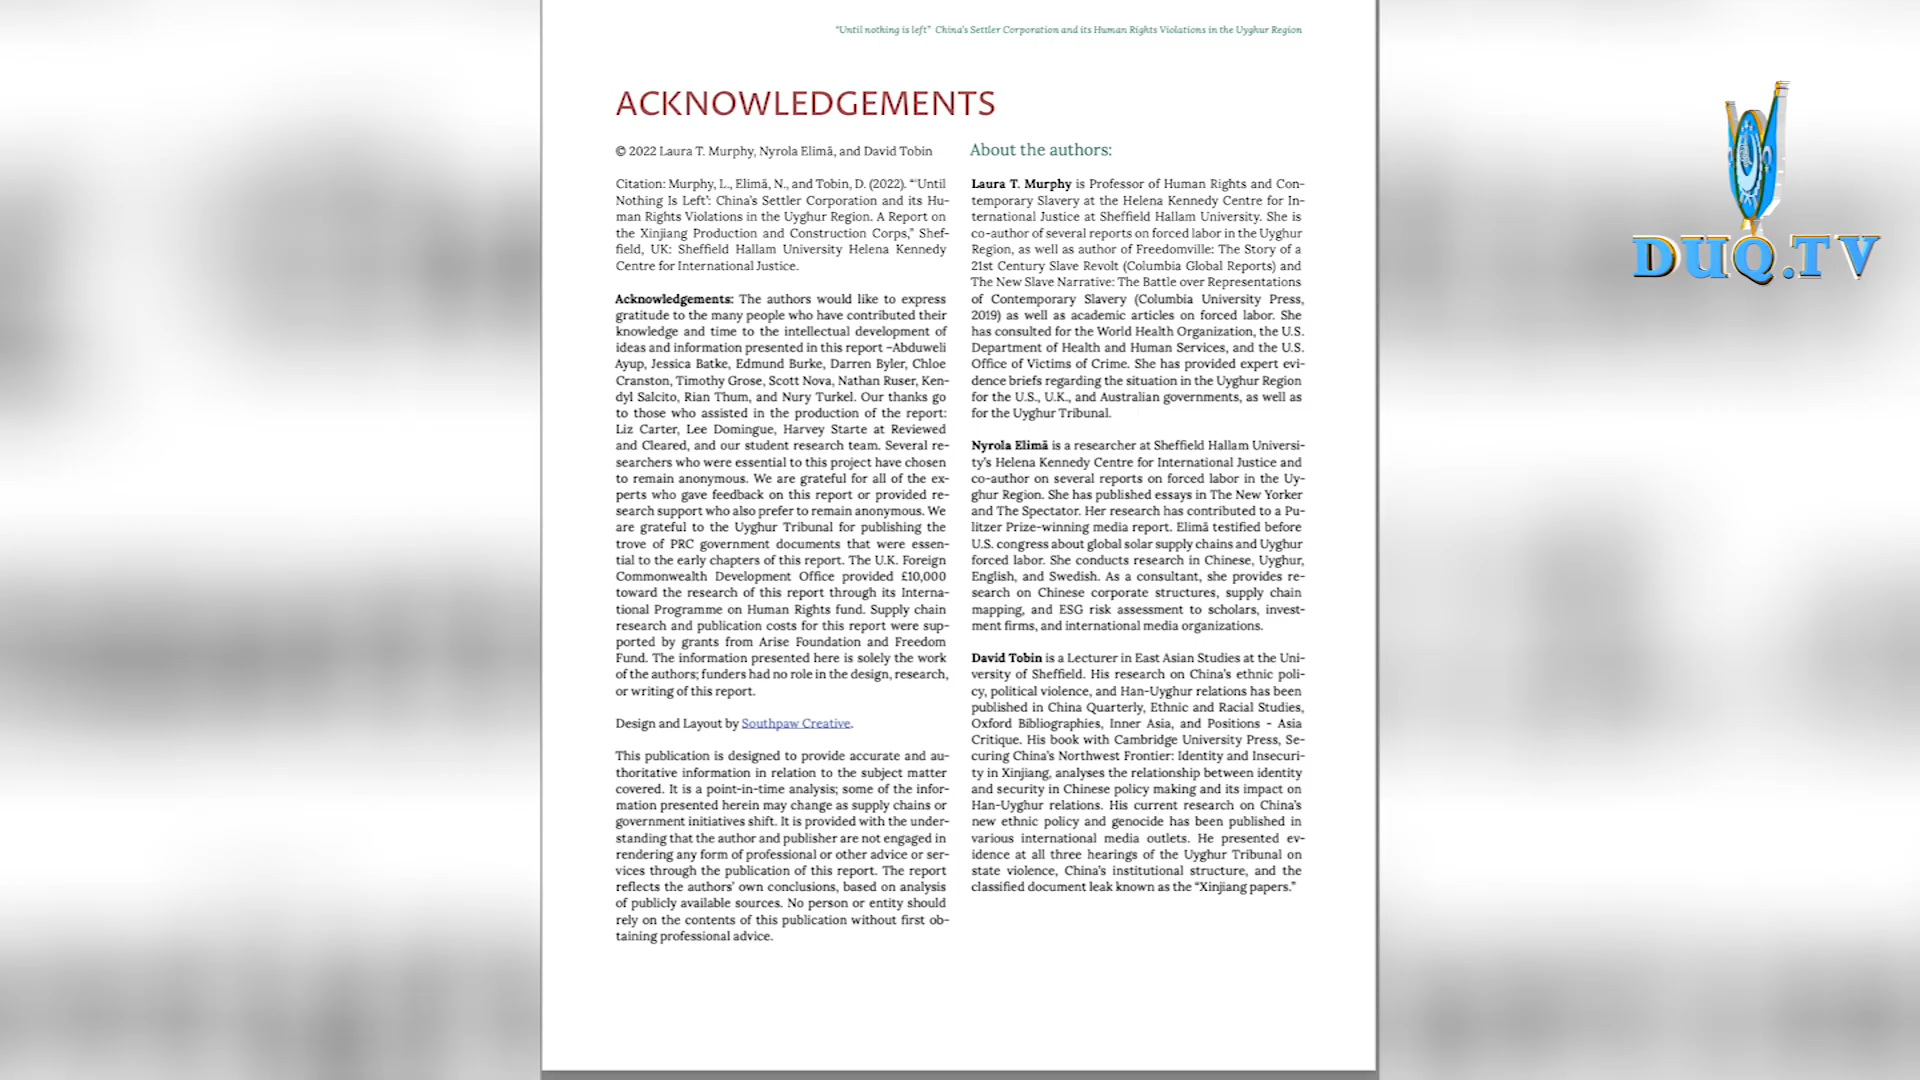 "Until nothing is left" China's Settler Corporation and its Human Rights Violations in the Uyghur Region
ACKNOWLEDGEMENTS
© 2022 Laura T. Murphy, Nyrola Elimä, and David Tobin
Citation: Murphy, L., Elimä, N., and Tobin, D. (2022). "'Until
Nothing Is Left': China's Settler Corporation and its Hu-
man Rights Violations in the Uyghur Region. A Report on
the Xinjiang Production and Construction Corps," Shef-
field, UK: Sheffield Hallam University Helena Kennedy
Centre for International Justice.
Acknowledgements: The authors would like to express
gratitude to the many people who have contributed their
knowledge and time to the intellectual development of
ideas and information presented in this report –Abduweli
Ayup, Jessica Batke, Edmund Burke, Darren Byler, Chloe
Cranston, Timothy Grose, Scott Nova, Nathan Ruser, Ken-
dyl Salcito, Rian Thum, and Nury Turkel. Our thanks go
to those who assisted in the production of the report:
Liz Carter, Lee Domingue, Harvey Starte at Reviewed
and Cleared, and our student research team. Several re-
searchers who were essential to this project have chosen
to remain anonymous. We are grateful for all of the ex-
perts who gave feedback on this report or provided re-
search support who also prefer to remain anonymous. We
are grateful to the Uyghur Tribunal for publishing the
trove of PRC government documents that were essen-
tial to the early chapters of this report. The U.K. Foreign
Commonwealth Development Office provided £10,000
toward the research of this report through its Interna-
tional Programme on Human Rights fund. Supply chain
research and publication costs for this report were sup-
ported by grants from Arise Foundation and Freedom
Fund. The information presented here is solely the work
of the authors; funders had no role in the design, research,
or writing of this report.
Design and Layout by Southpaw Creative.
This publication is designed to provide accurate and au-
thoritative information in relation to the subject matter
covered. It is a point-in-time analysis; some of the infor-
mation presented herein may change as supply chains or
government initiatives shift. It is provided with the under-
standing that the author and publisher are not engaged in
rendering any form of professional or other advice or ser-
vices through the publication of this report. The report
reflects the authors' own conclusions, based on analysis
of publicly available sources. No person or entity should
rely on the contents of this publication without first ob-
taining professional advice.
About the authors:
Laura T. Murphy is Professor of Human Rights and Con-
temporary Slavery at the Helena Kennedy Centre for In-
ternational Justice at Sheffield Hallam University. She is
co-author of several reports on forced labor in the Uyghur
Region, as well as author of Freedomville: The Story of a
21st Century Slave Revolt (Columbia Global Reports) and
The New Slave Narrative: The Battle over Representations
of Contemporary Slavery (Columbia University Press,
2019) as well as academic articles on forced labor. She
has consulted for the World Health Organization, the U.S.
Department of Health and Human Services, and the U.S.
Office of Victims of Crime. She has provided expert evi-
dence briefs regarding the situation in the Uyghur Region
for the U.S., U.K., and Australian governments, as well as
for the Uyghur Tribunal.
Nyrola Elimä is a researcher at Sheffield Hallam Universi-
ty's Helena Kennedy Centre for International Justice and
co-author on several reports on forced labor in the Uy-
ghur Region. She has published essays in The New Yorker
and The Spectator. Her research has contributed to a Pu-
litzer Prize-winning media report. Elimä testified before
U.S. congress about global solar supply chains and Uyghur
forced labor. She conducts research in Chinese, Uyghur,
English, and Swedish. As a consultant, she provides re-
search on Chinese corporate structures, supply chain
mapping, and ESG risk assessment to scholars, invest-
ment firms, and international media organizations.
David Tobin is a Lecturer in East Asian Studies at the Uni-
versity of Sheffield. His research on China's ethnic poli-
cy, political violence, and Han-Uyghur relations has been
published in China Quarterly, Ethnic and Racial Studies,
Oxford Bibliographies, Inner Asia, and Positions - Asia
Critique. His book with Cambridge University Press, Se-
curing China's Northwest Frontier: Identity and Insecuri-
ty in Xinjiang, analyses the relationship between identity
and security in Chinese policy making and its impact on
Han-Uyghur relations. His current research on China's
new ethnic policy and genocide has been published in
various international media outlets. He presented ev-
idence at all three hearings of the Uyghur Tribunal on
state violence, China's institutional structure, and the
classified document leak known as the "Xinjiang papers."
DUQ.TV